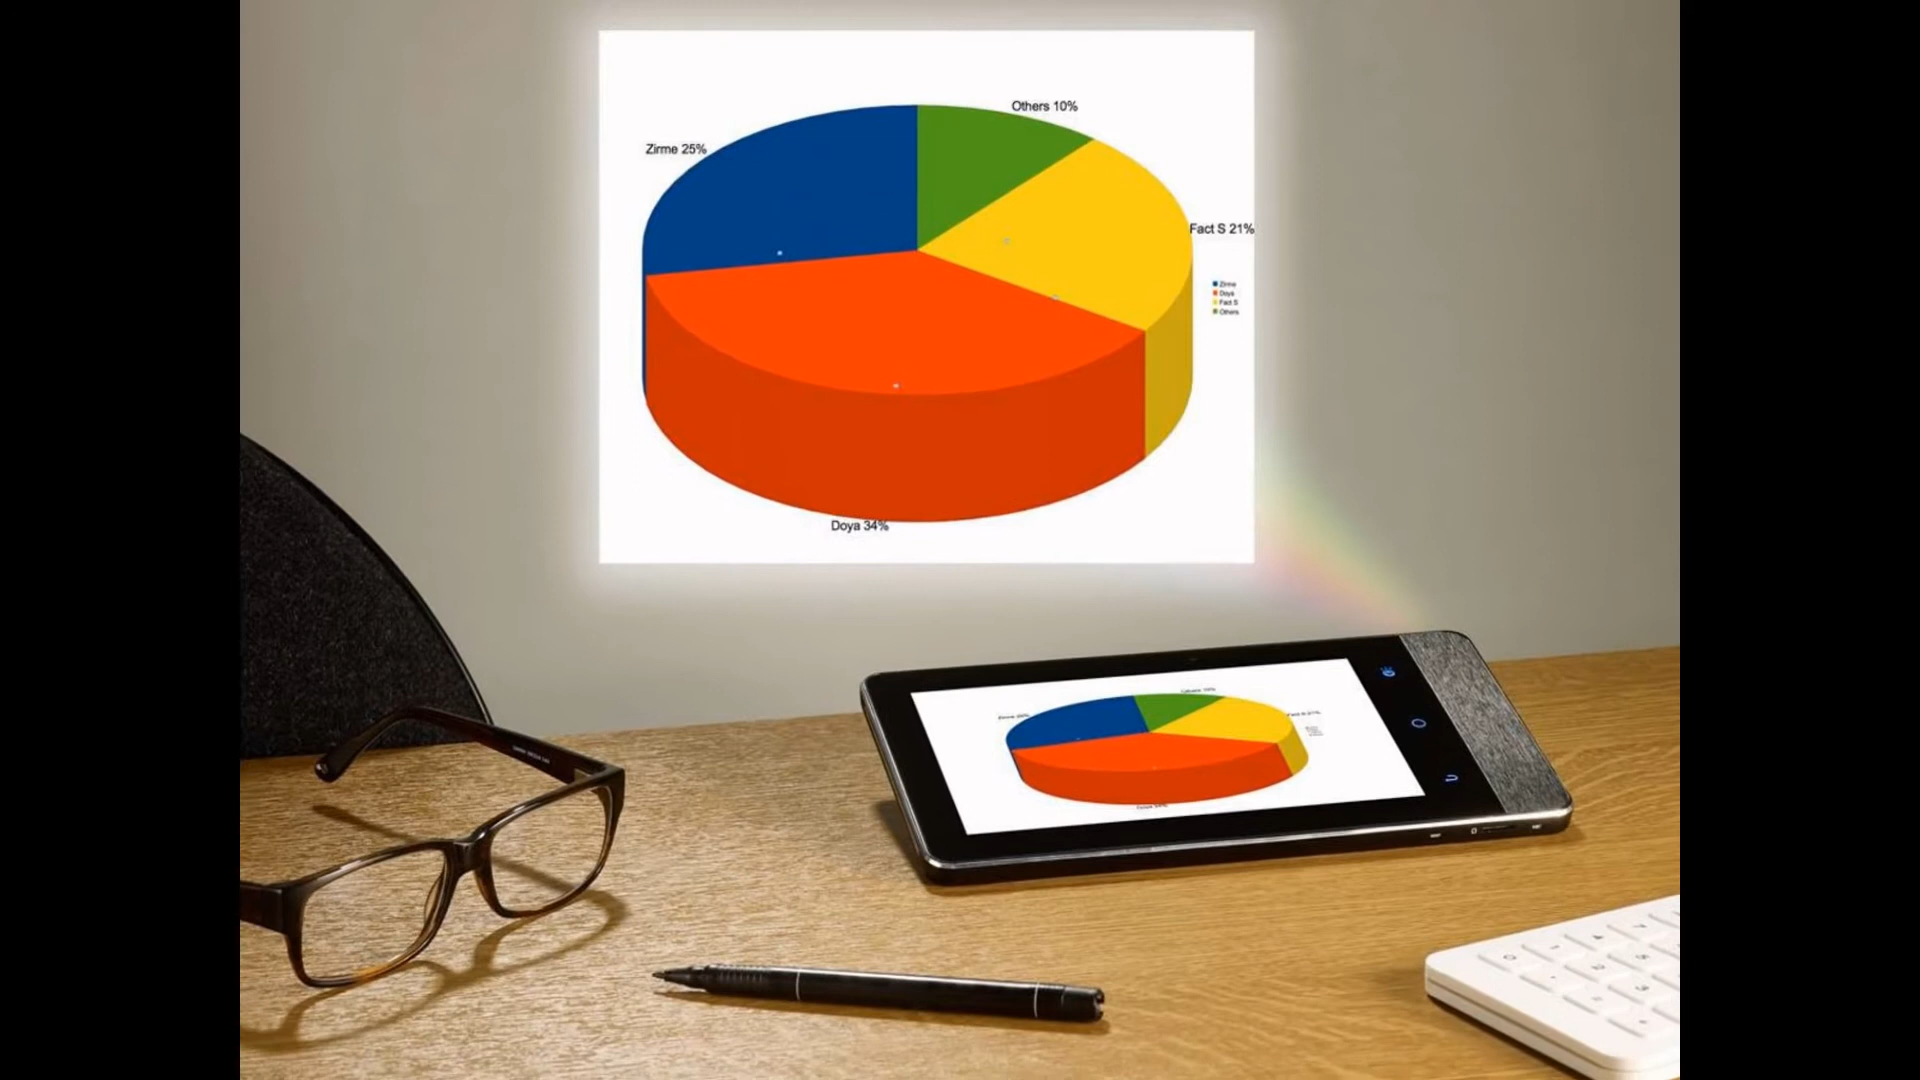 Others 10%
Zirme 25%
Fact S 21%
Zirme
Doya
Fact S
Others
Doya 34%